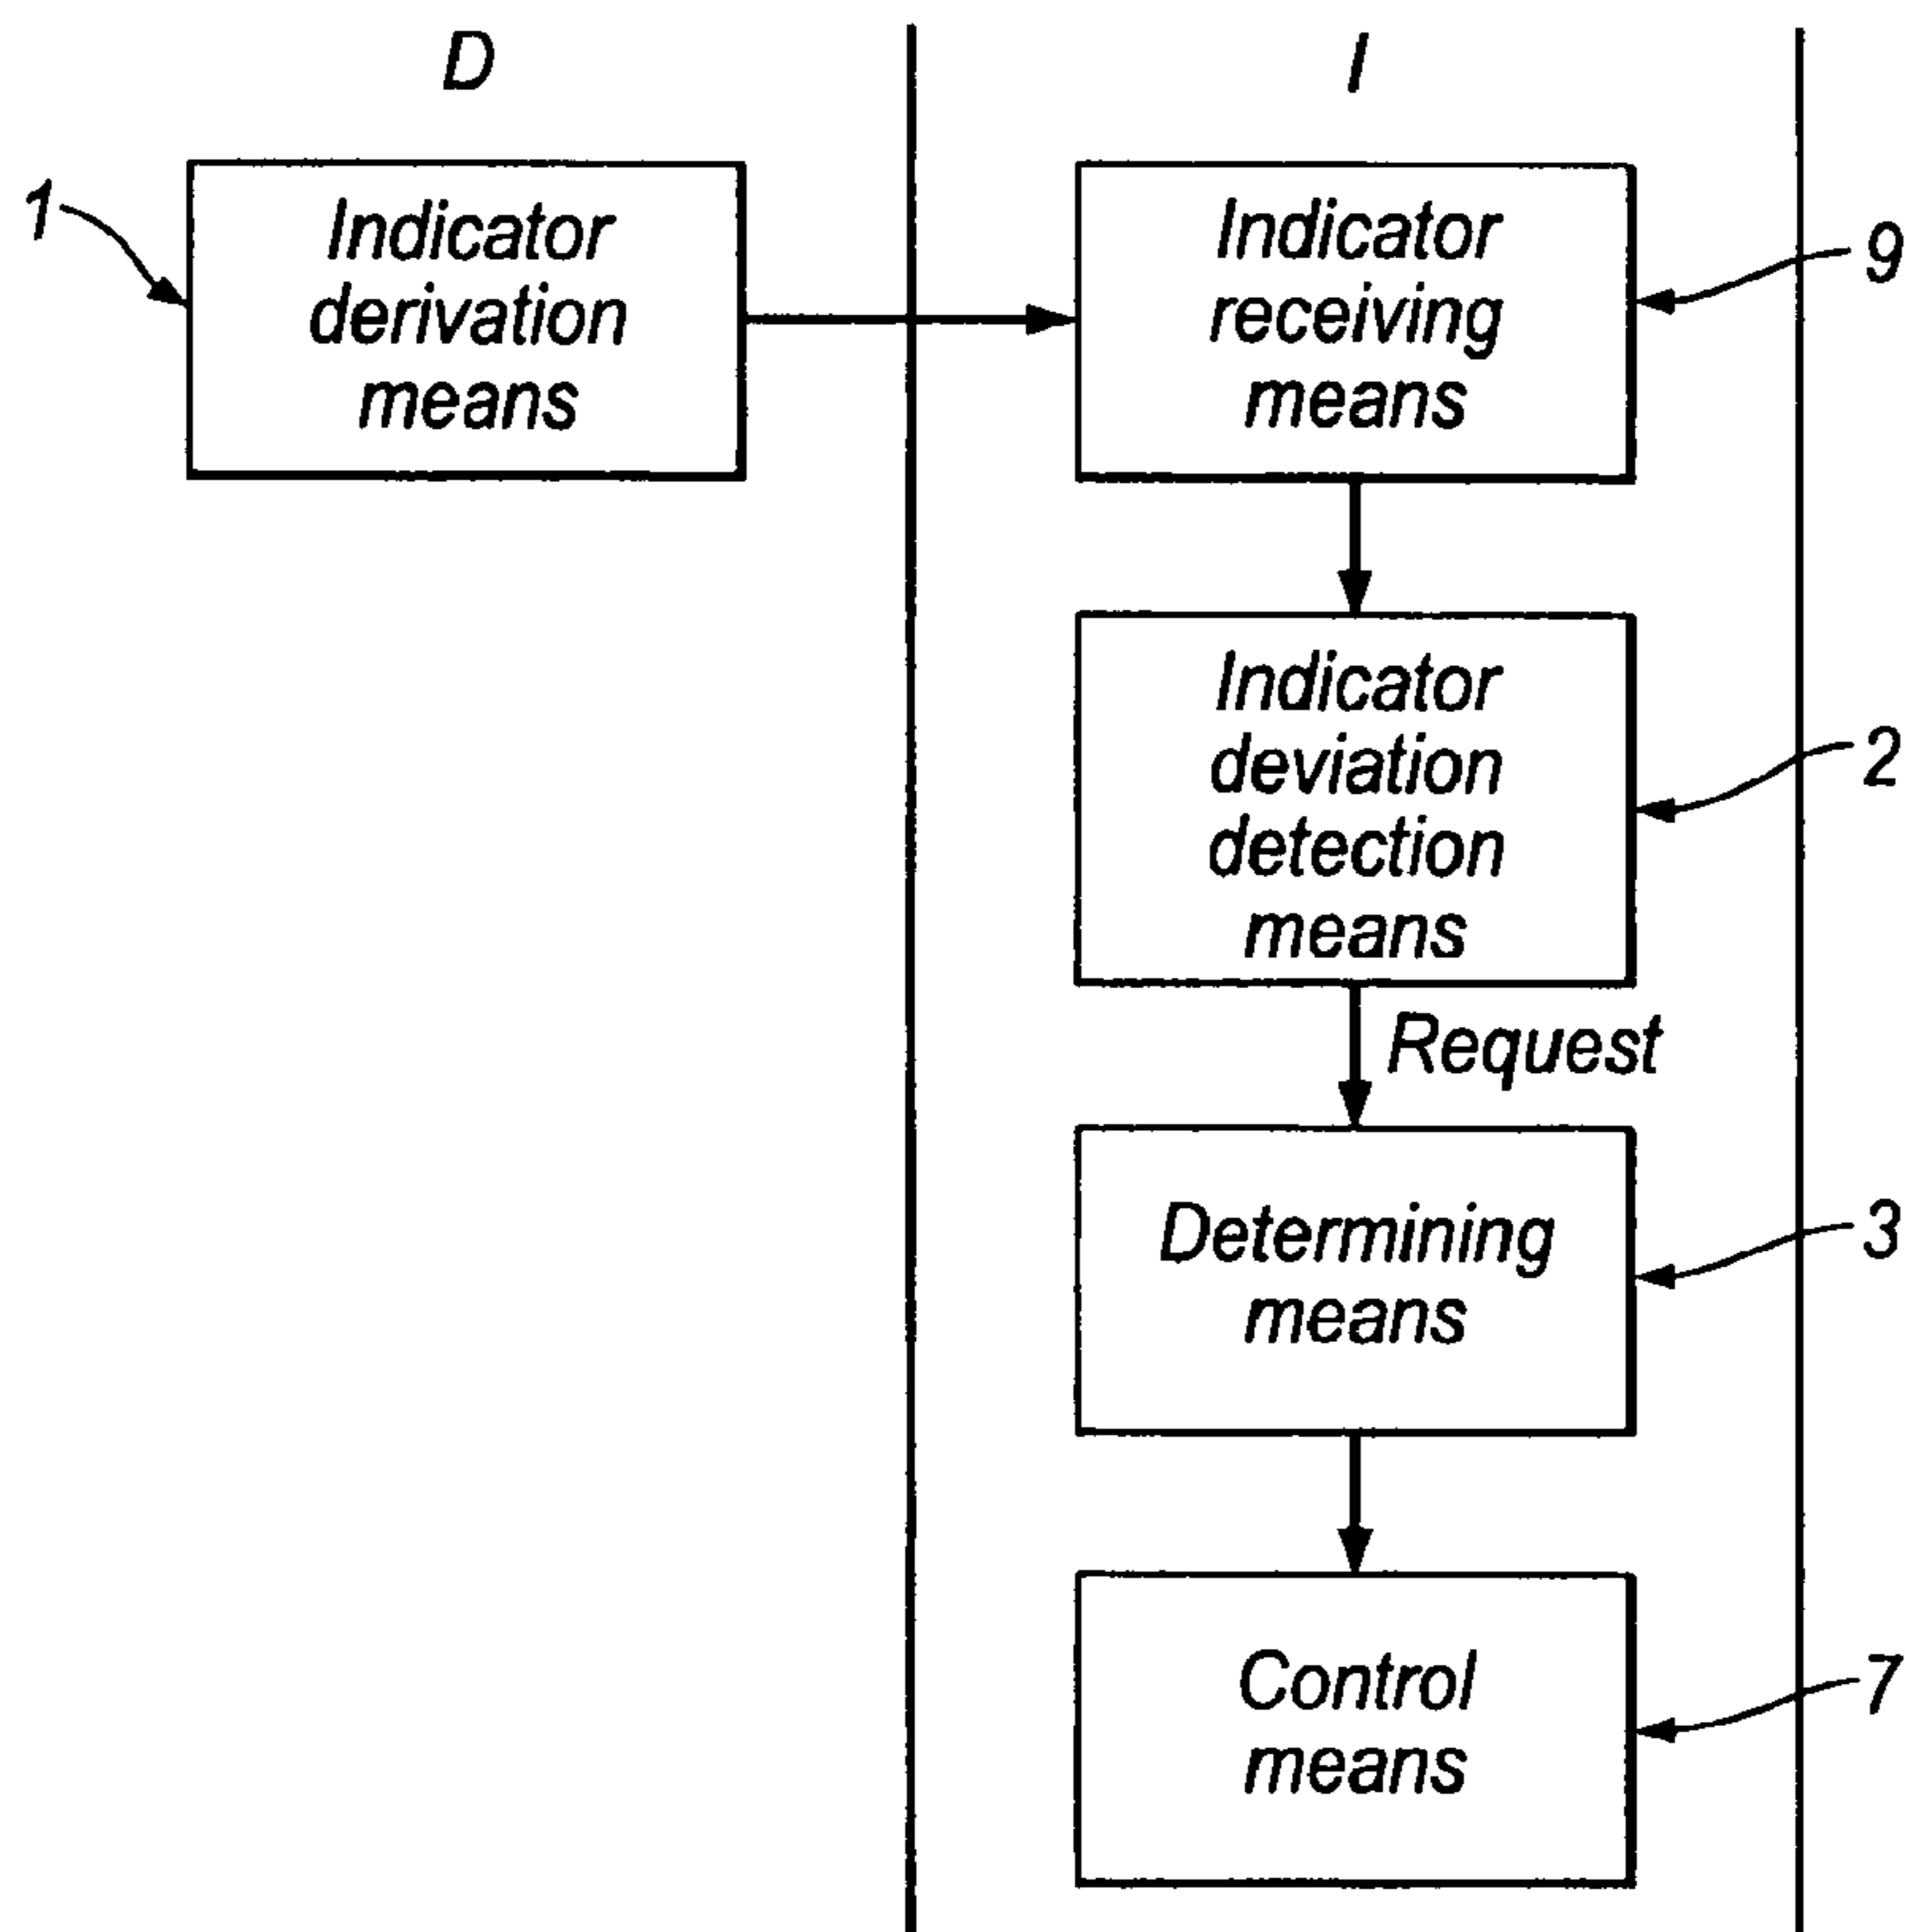 D
I
1
Indicator
derivation
means
Indicator
receiving
means
9
Indicator
deviation
detection
means
2
Request
Determining
means
3
Control
means
7